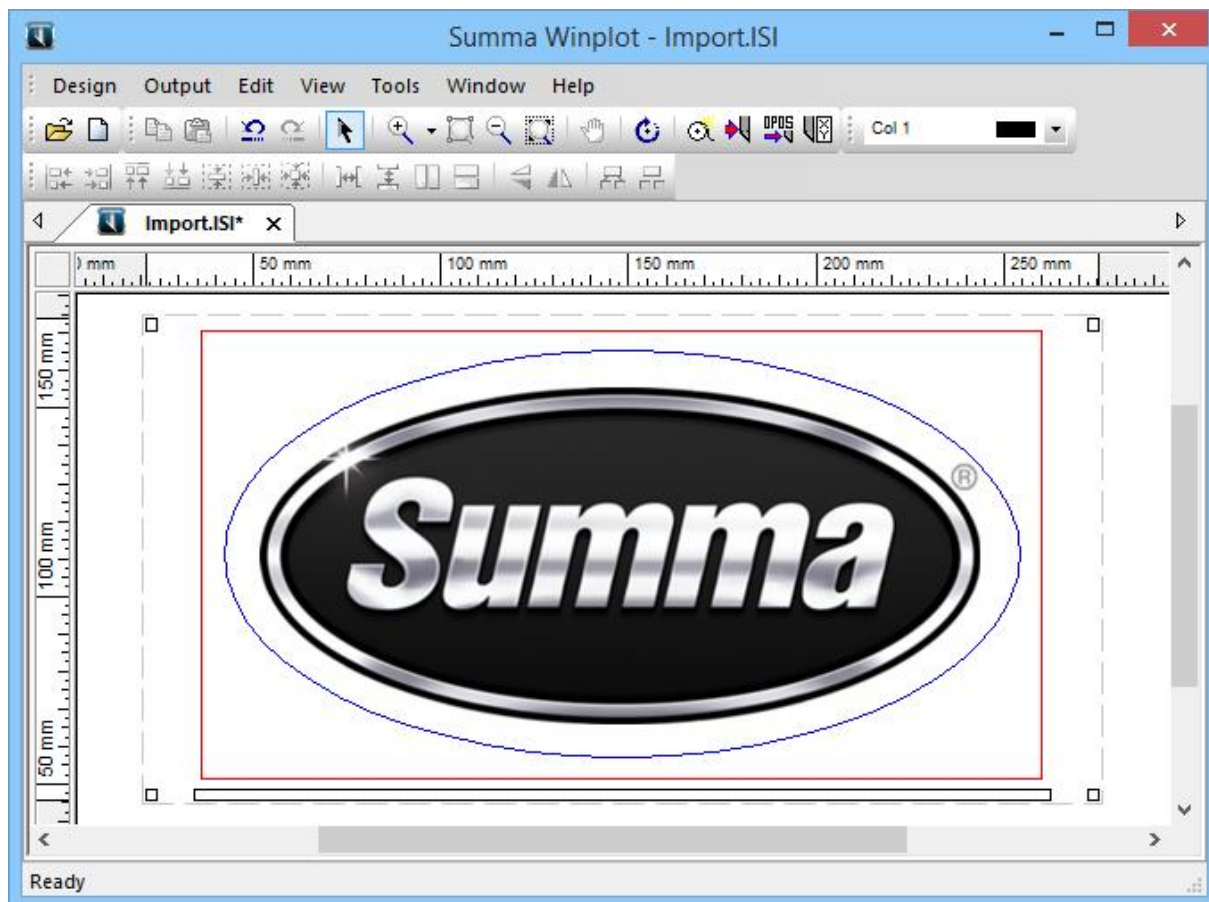 Summa Winplot - Import.ISI
Design Output Edit View Tools Window Help
OPOS Col 1
Import.ISI*
) mm 50 mm 100 mm 150 mm 200 mm 250 mm
150 mm
®
Summa
100 mm
50 mm
Ready